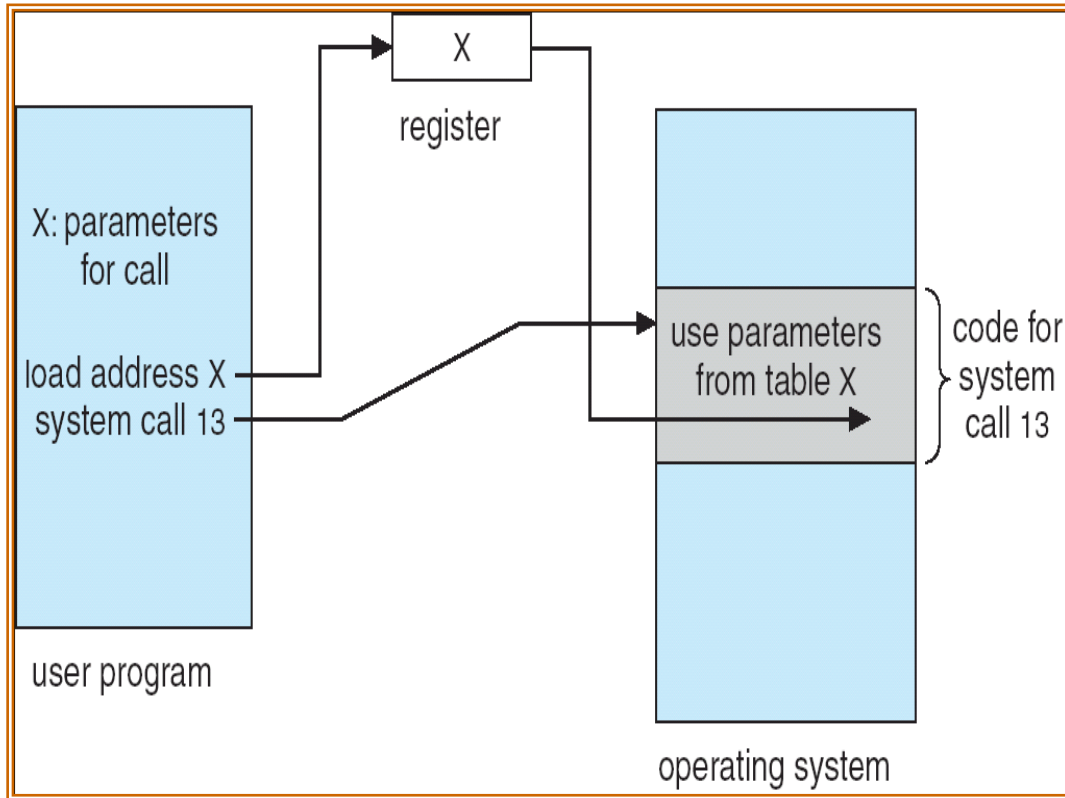 X
register
X: parameters
for call
load address X
system call 13
use parameters
from table X
code for
system
call 13
user program
operating system